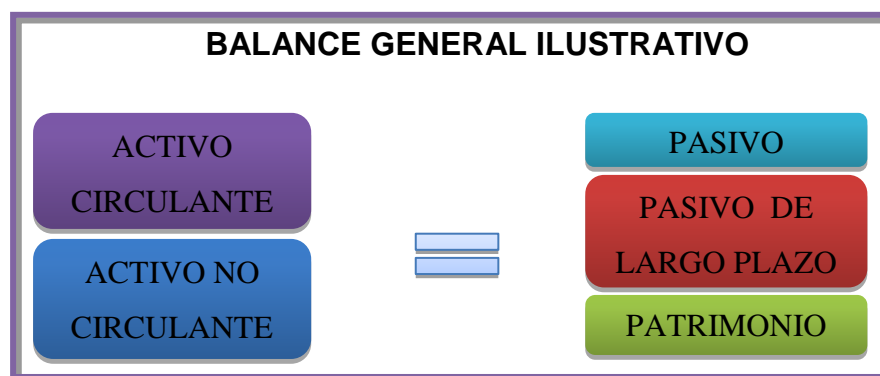 BALANCE GENERAL ILUSTRATIVO
ACTIVO
CIRCULANTE
ACTIVO NO
CIRCULANTE
PASIVO
PASIVO DE
LARGO PLAZO
PATRIMONIO